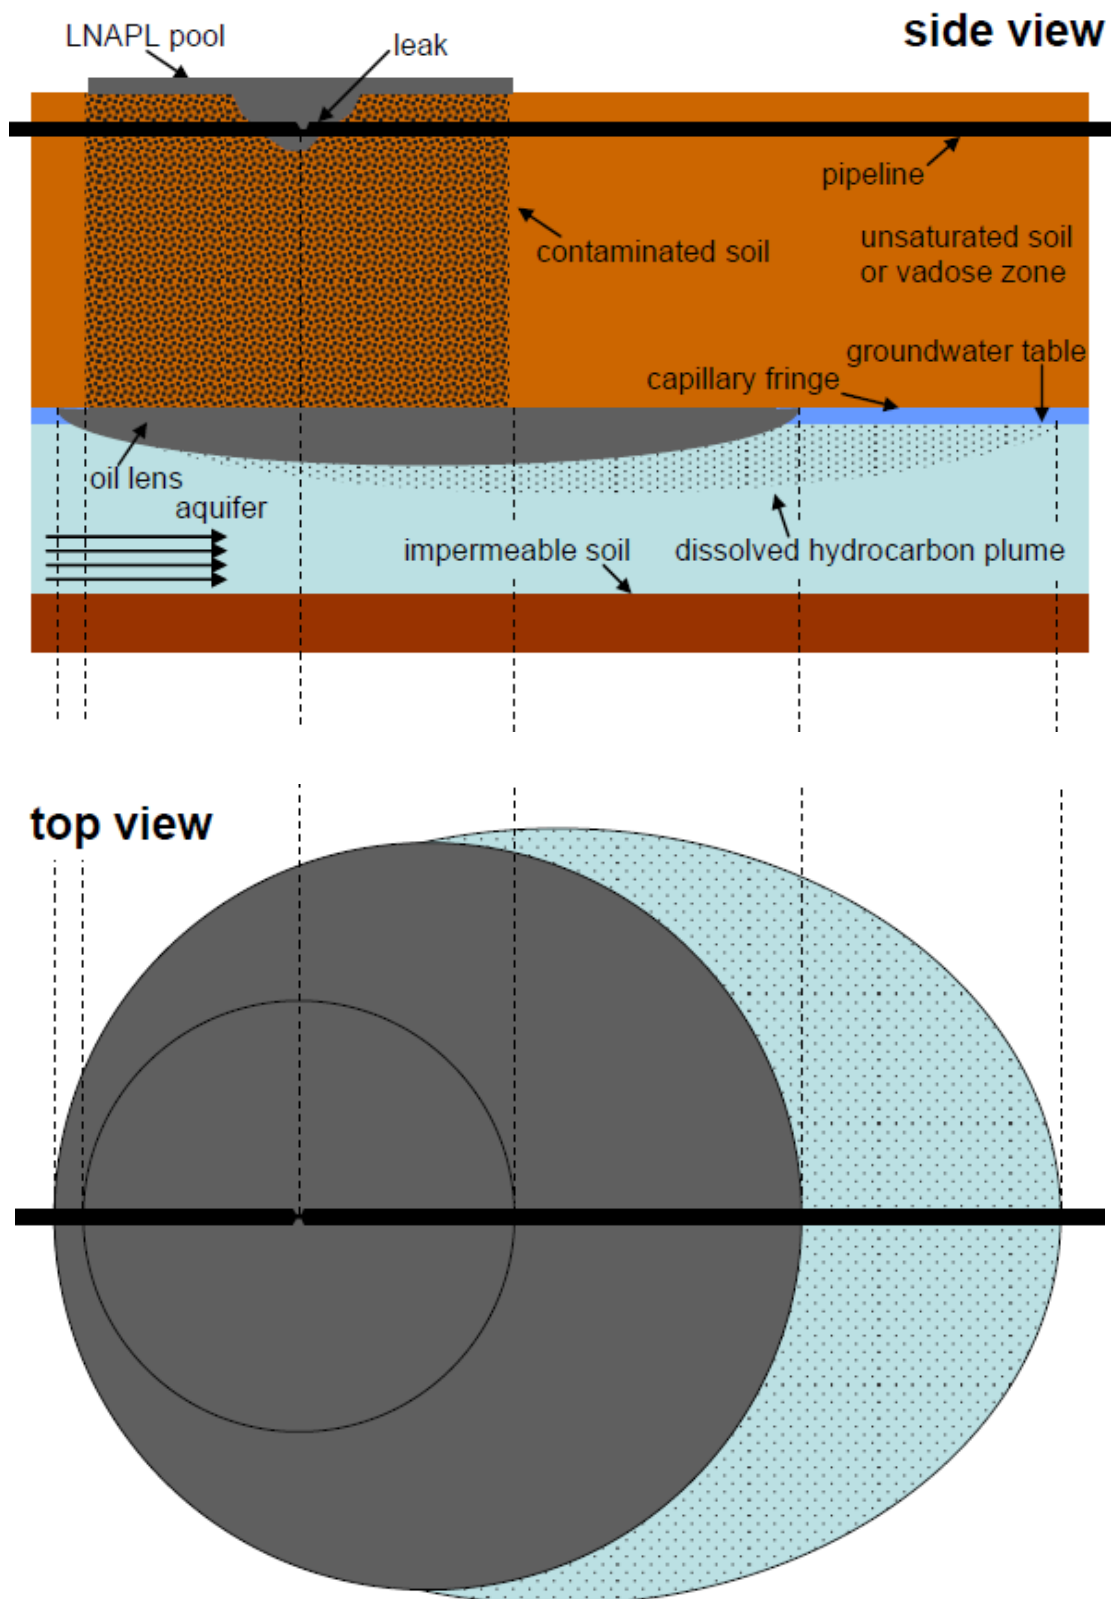 side view
LNAPL pool
leak
pipeline
contaminated soil
unsaturated soil
or vadose zone
groundwater table
capillary fringe
oil lens
aquifer
impermeable soil
dissolved hydrocarbon plume
top view